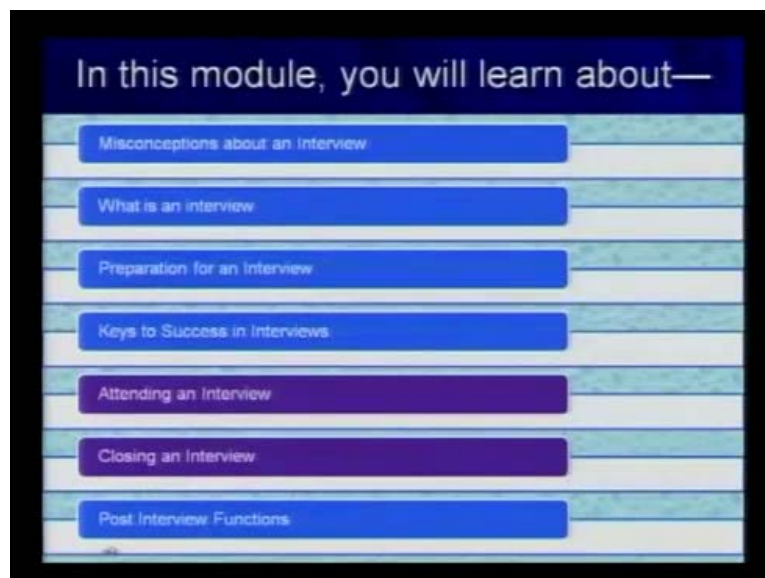 In this module, you will learn about—
Misconceptions about an Interview
What is an interview
Preparation for an Interview
Keys to Success in Interviews
Attending an Interview
Closing an Interview
Post Interview Functions